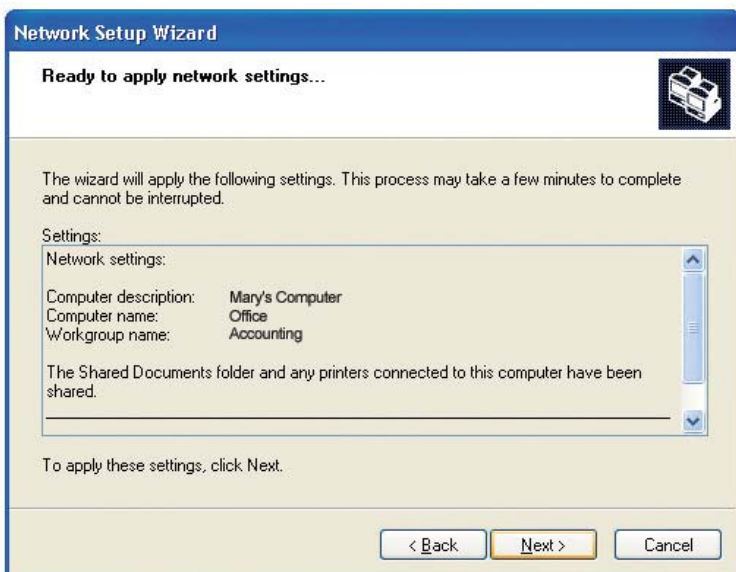 Network Setup Wizard
Ready to apply network settings...
The wizard will apply the following settings. This process may take a few minutes to complete
and cannot be interrupted.
Settings:
Network settings:
Computer description: Mary's Computer
Computer name: Office
Workgroup name: Accounting
The Shared Documents folder and any printers connected to this computer have been
shared.
To apply these settings, click Next.
< Back Next > Cancel